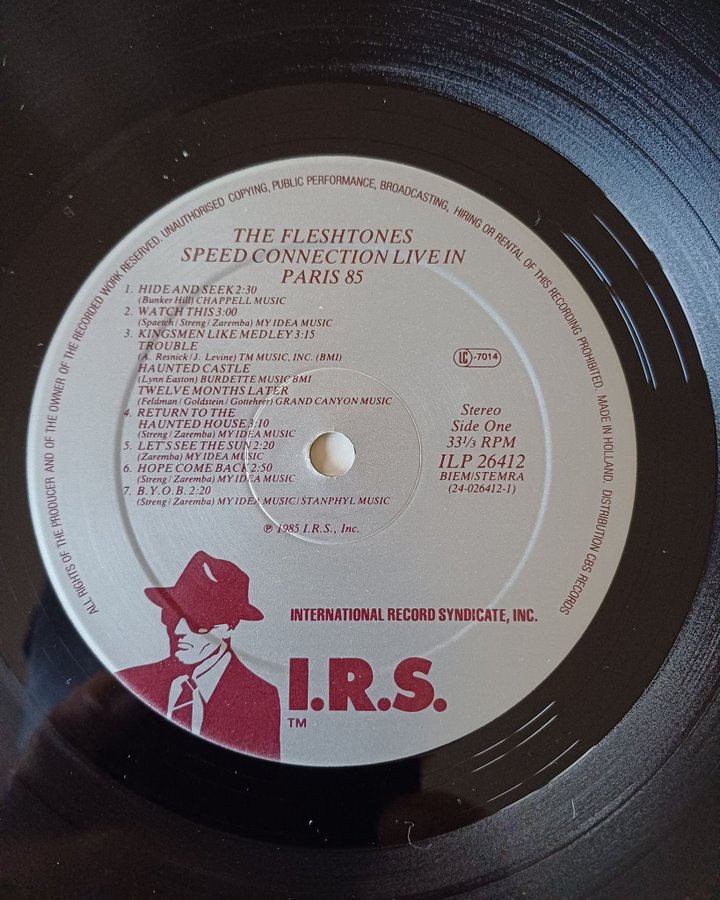 ALL RIGHTS OF THE PRODUCER AND OF THE OWNER OF THE RECORDED WORK RESERVED. UNAUTHORISED COPYING, PUBLIC PERFORMANCE, BROADCASTING, HIRING OR RENTAL OF THIS RECORDING PROHIBITED. MADE IN HOLLAND. DISTRIBUTION CBS RECORDS
THE FLESHTONES
SPEED CONNECTION LIVE IN
PARIS 85
1. HIDE AND SEEK 2:30
(Bunker Hill) CHAPPELL MUSIC
2. WATCH THIS 3:00
(Spaetch / Streng / Zaremba) MY IDEA MUSIC
3. KINGSMEN LIKE MEDLEY 3:15
TROUBLE
(A. Resnick / J. Levine) TM MUSIC, INC. (BMI)
HAUNTED CASTLE
(Lynn Easton) BURDETTE MUSIC BMI
TWELVE MONTHS LATER
(Feldman / Goldstein / Gottehrer) GRAND CANYON MUSIC
4. RETURN TO THE
HAUNTED HOUSE 3:10
(Streng / Zaremba) MY IDEA MUSIC
5. LET'S SEE THE SUN 2:20
(Zaremba) MY IDEA MUSIC
6. HOPE COME BACK 2:50
(Streng / Zaremba) MY IDEA MUSIC
7. B.Y.O.B. 2:20
(Streng / Zaremba) MY IDEA MUSIC / STANPHYL MUSIC
LC-7014
Stereo
Side One
33⅓ RPM
ILP 26412
BIEM/STEMRA
(24-026412-1)
℗ 1985 I.R.S., Inc.
INTERNATIONAL RECORD SYNDICATE, INC.
I.R.S.
TM